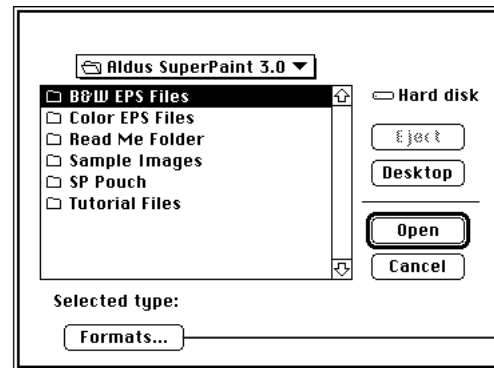 Aldus SuperPaint 3.0
B&W EPS Files
Color EPS Files
Read Me Folder
Sample Images
SP Pouch
Tutorial Files
Hard disk
Eject
Desktop
Open
Cancel
Selected type:
Formats...